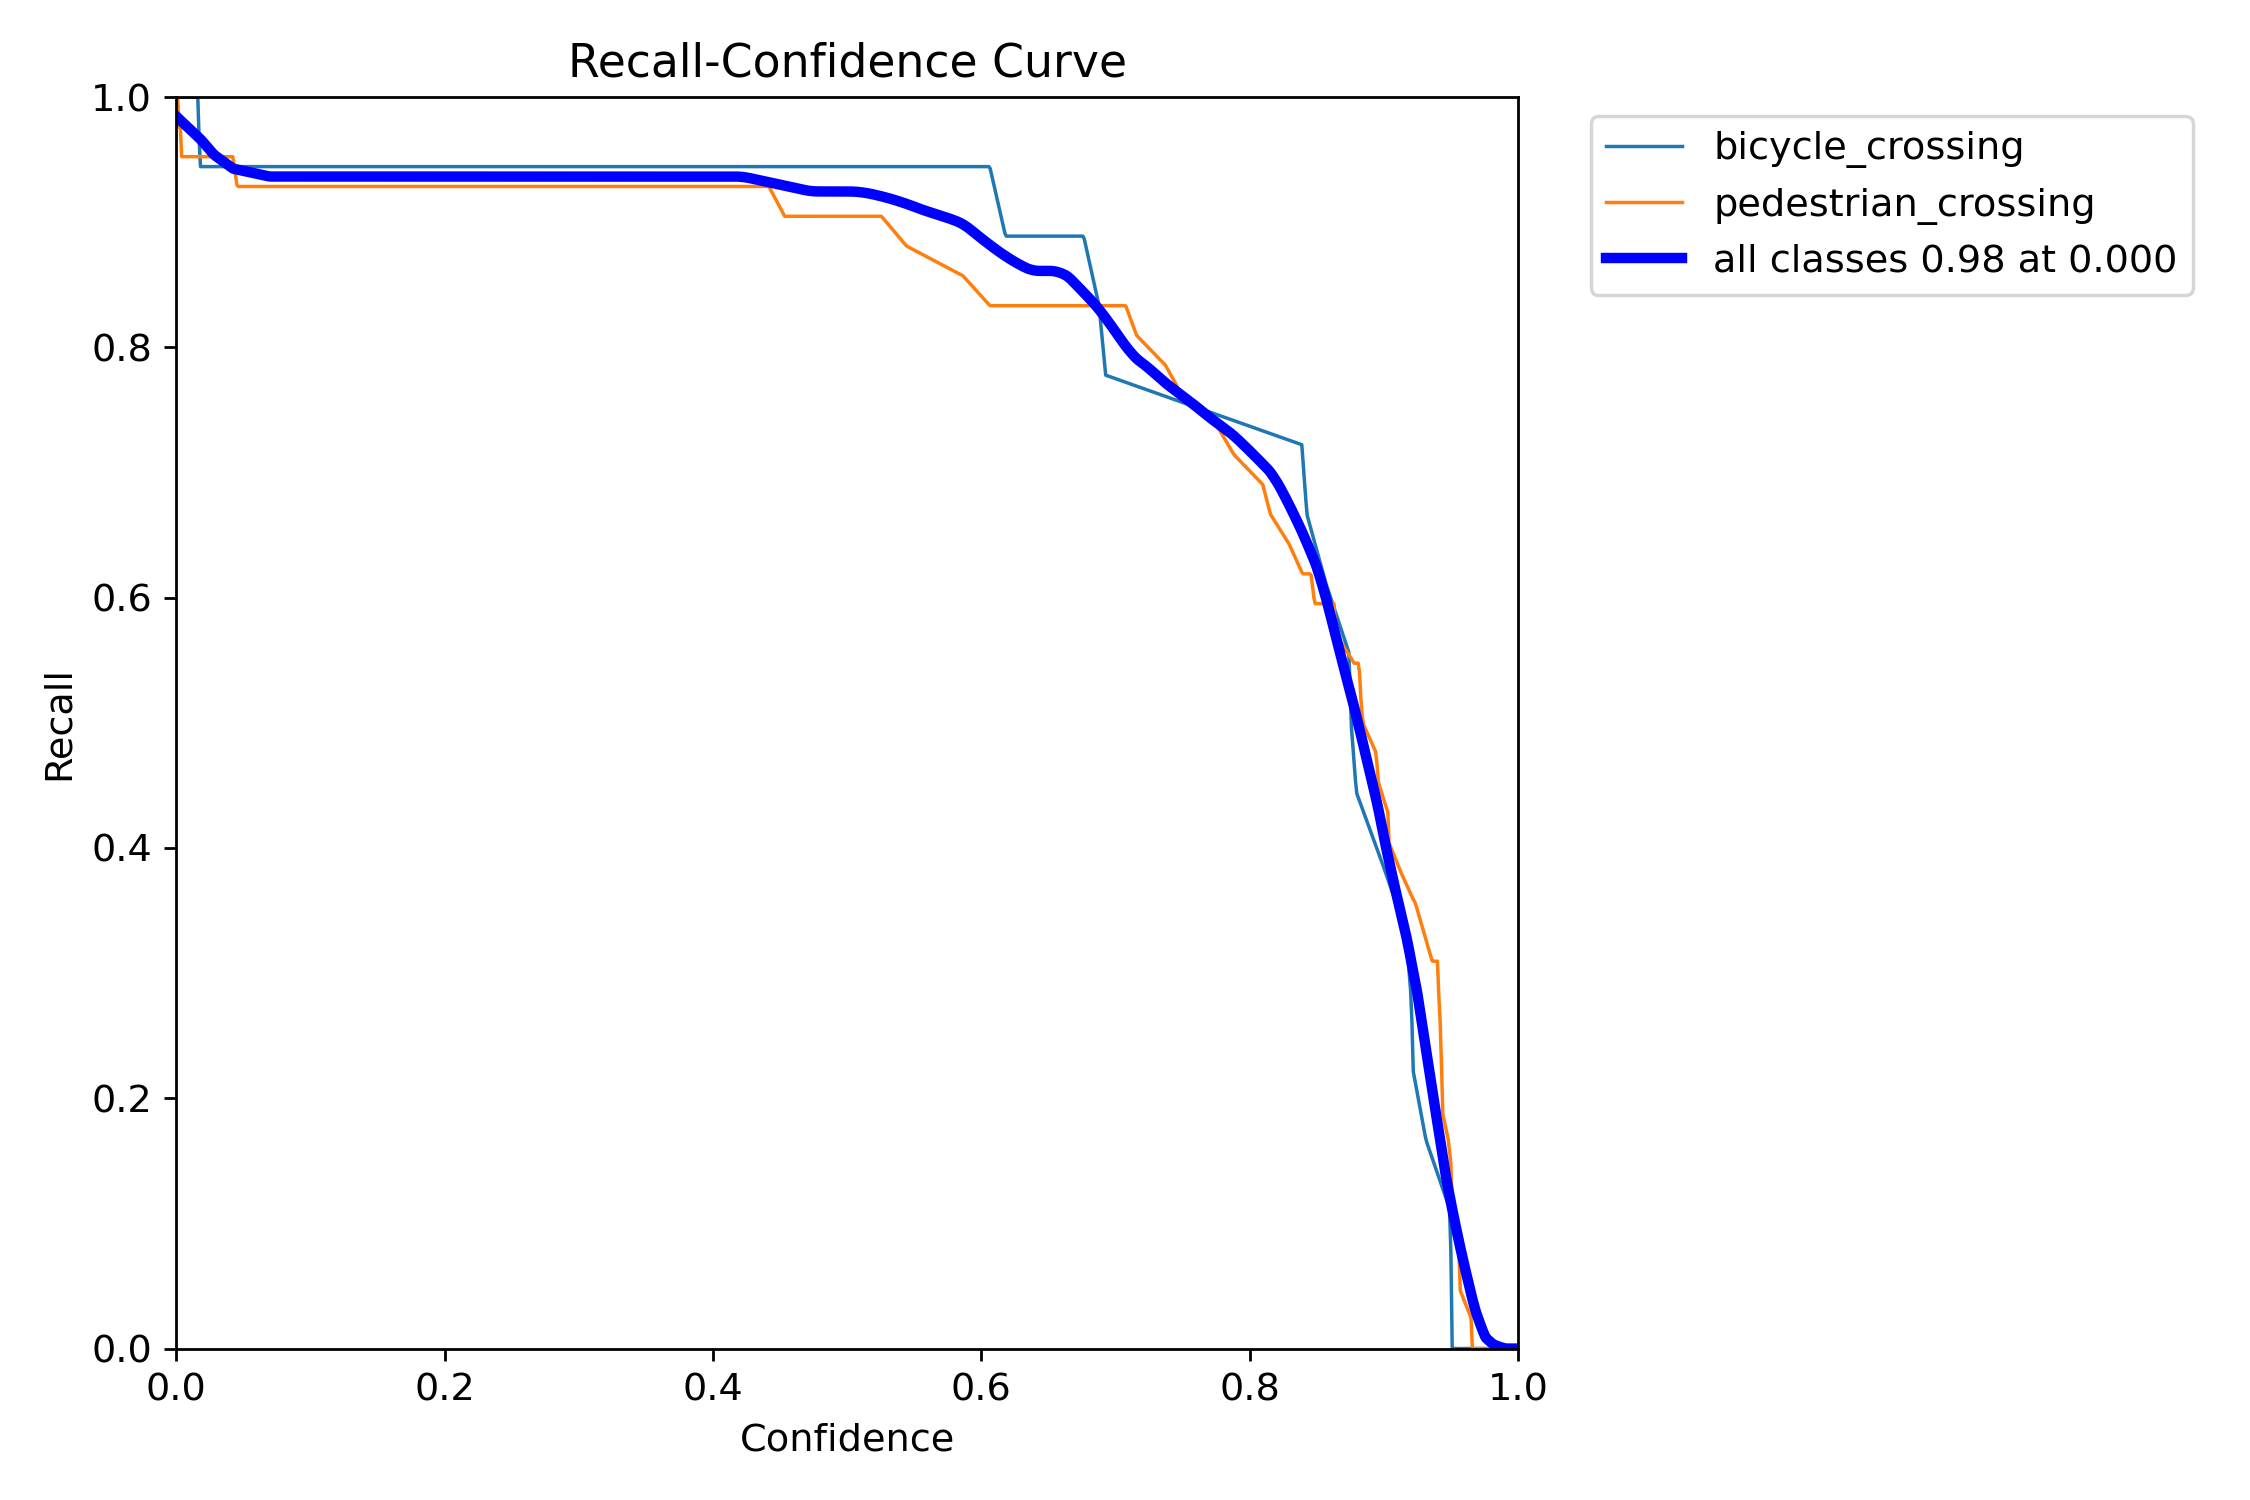 Recall-Confidence Curve
1.0
0.8
0.6
0.4
0.2
0.0
Recall
0.0 0.2 0.4 0.6 0.8 1.0
Confidence
bicycle_crossing
pedestrian_crossing
all classes 0.98 at 0.000